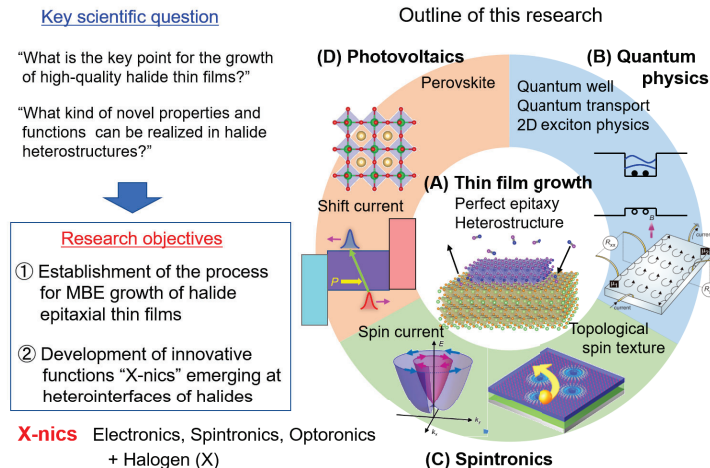 Key scientific question
“What is the key point for the growth
of high-quality halide thin films?”
“What kind of novel properties and
functions can be realized in halide
heterostructures?”
Research objectives
① Establishment of the process
for MBE growth of halide
epitaxial thin films
② Development of innovative
functions “X-nics” emerging at
heterointerfaces of halides
X-nics Electronics, Spintronics, Optoronics
+ Halogen (X)
Outline of this research
(D) Photovoltaics
Perovskite
Shift current
P
(B) Quantum
physics
Quantum well
Quantum transport
2D exciton physics
B
current
Rxx
current
(A) Thin film growth
Perfect epitaxy
Heterostructure
Spin current
E
kx
Topological
spin texture
(C) Spintronics